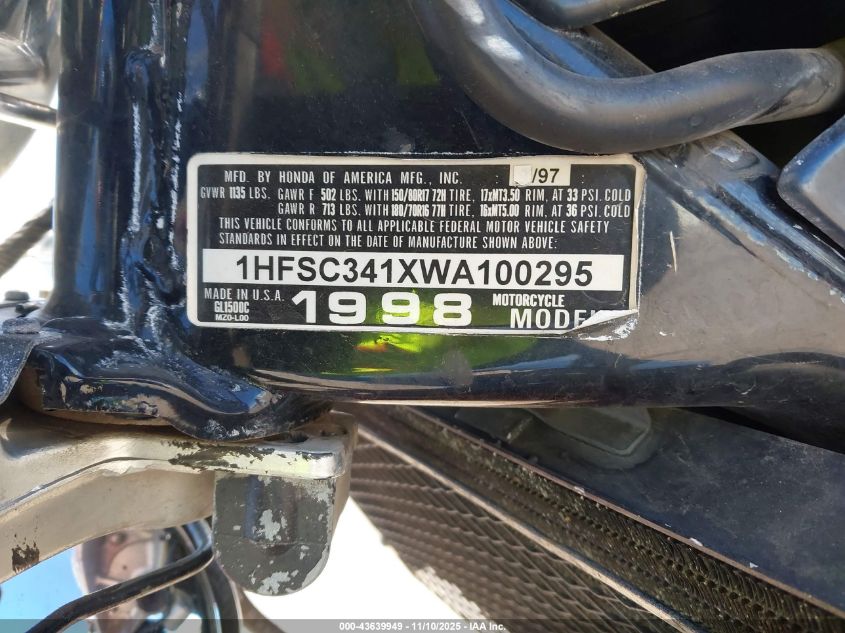 MFD. BY HONDA OF AMERICA MFG., INC. /97
GVWR 1135 LBS. GAWR F 502 LBS. WITH 150/80R17 72H TIRE, 17xMT3.50 RIM, AT 33 PSI. COLD
GAWR R 713 LBS. WITH 180/70R16 77H TIRE, 16xMT5.00 RIM, AT 36 PSI. COLD
THIS VEHICLE CONFORMS TO ALL APPLICABLE FEDERAL MOTOR VEHICLE SAFETY
STANDARDS IN EFFECT ON THE DATE OF MANUFACTURE SHOWN ABOVE:
1HFSC341XWA100295
MADE IN U.S.A. 1998 MOTORCYCLE
GL1500C MODEL
MZ0-L00
000-43639949 - 11/10/2025 - IAA Inc.